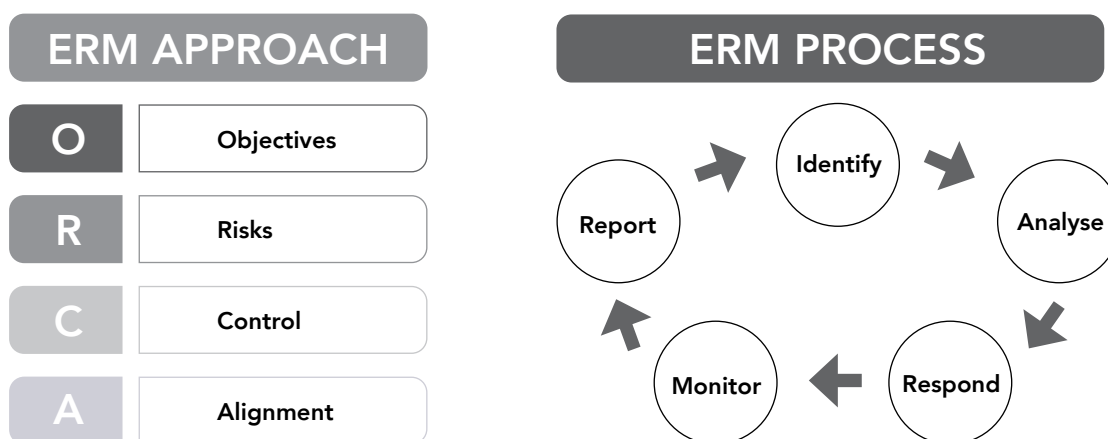 ERM APPROACH
O
Objectives
R
Risks
C
Control
A
Alignment
ERM PROCESS
Identify
Analyse
Respond
Monitor
Report